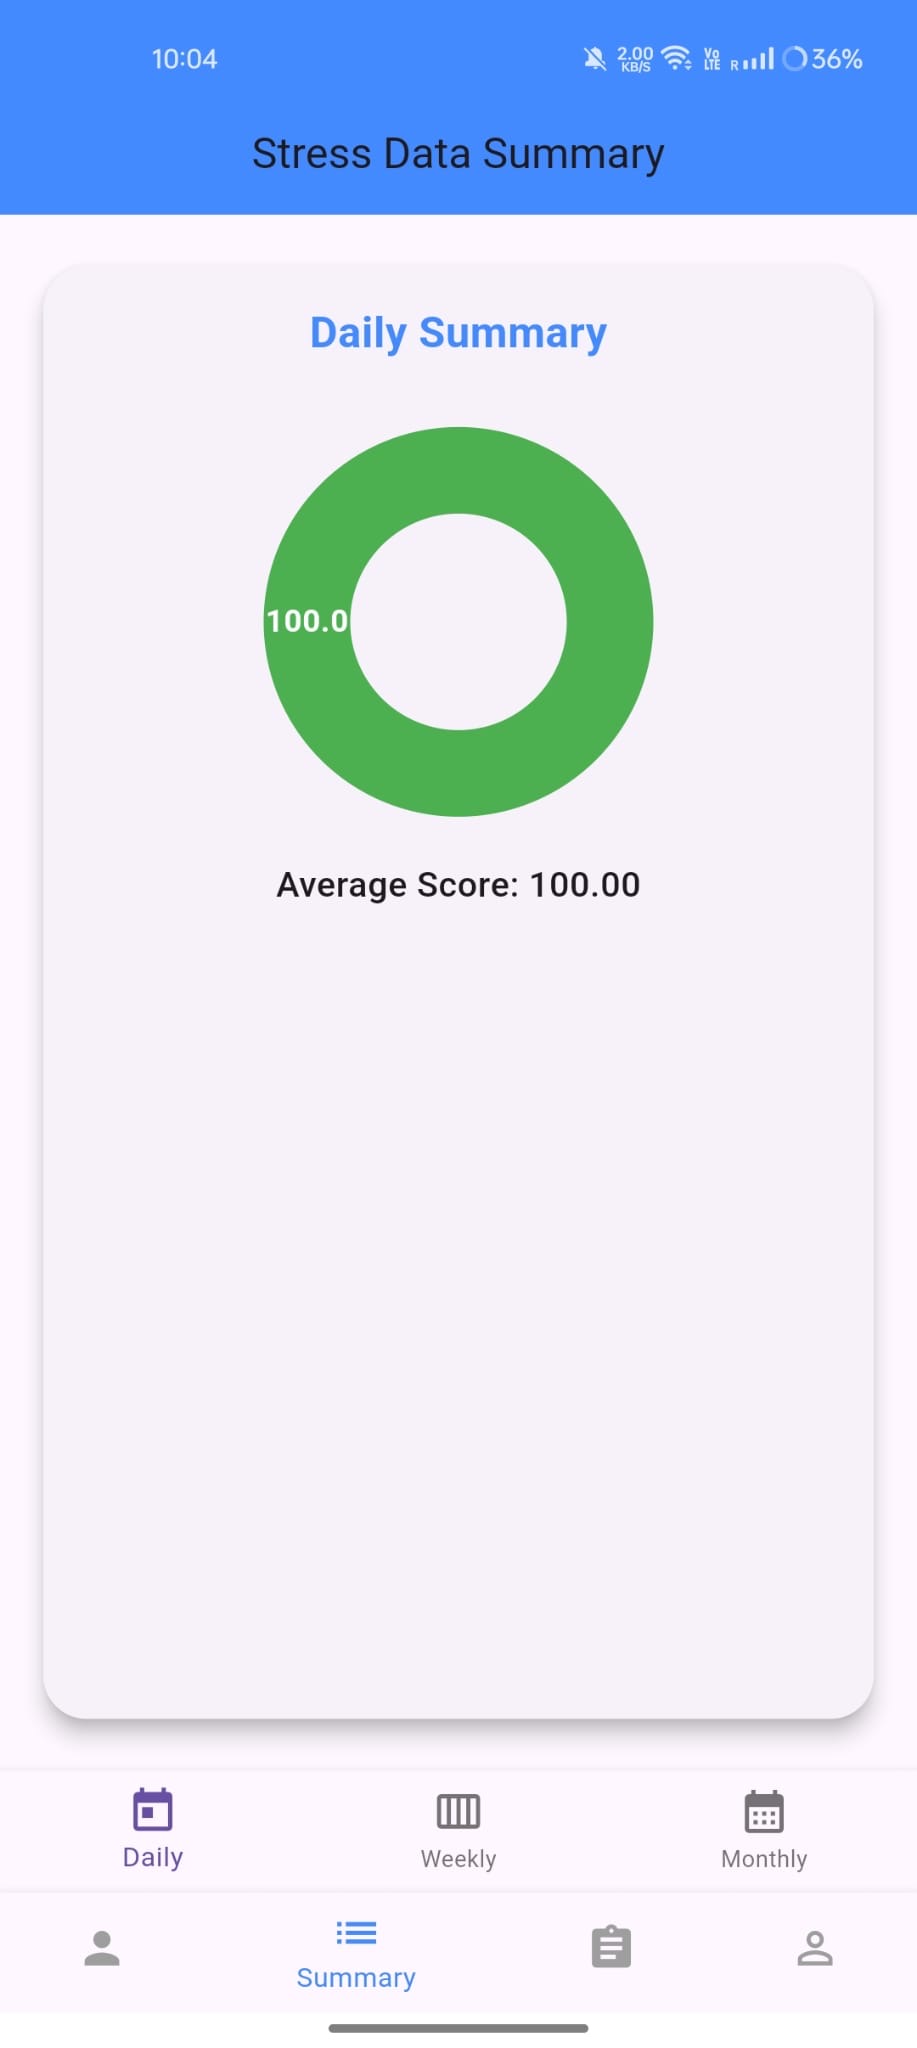 10:04
2.00
KB/S
Vo
LTE
R
36%
Stress Data Summary
Daily Summary
100.0
Average Score: 100.00
Daily
Weekly
Monthly
Summary